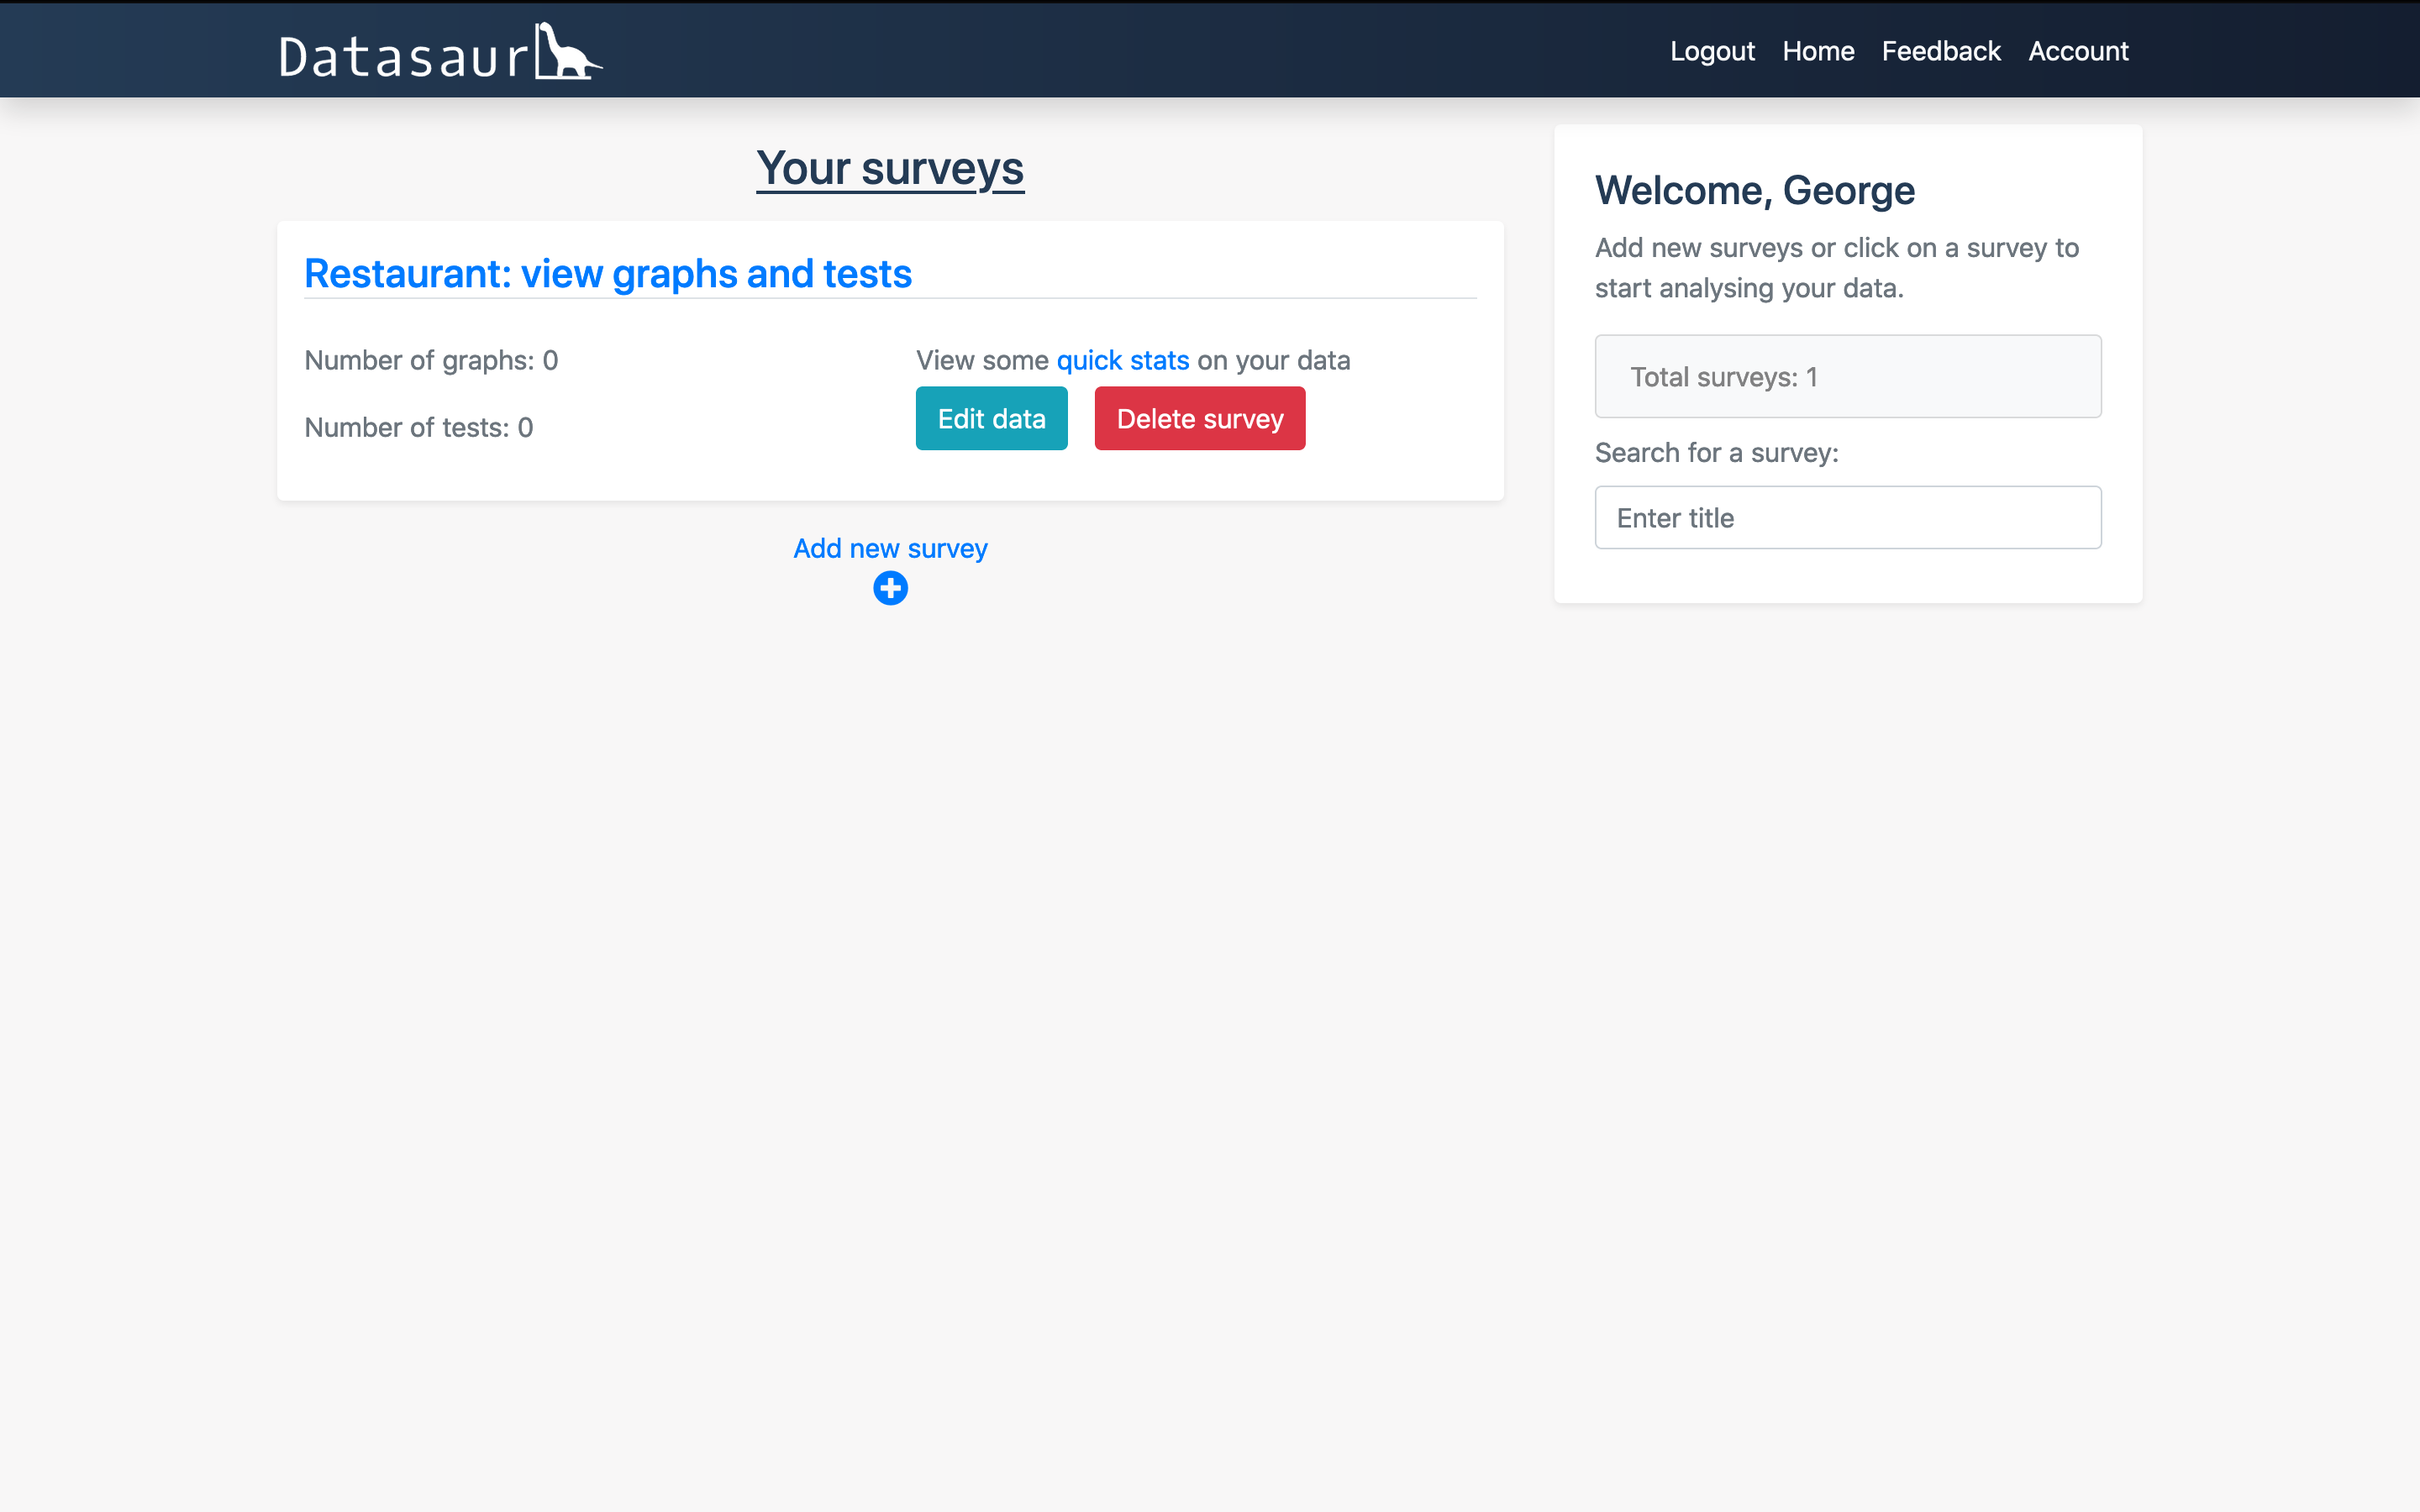 Datasaur
Logout Home Feedback Account
Your surveys
Restaurant: view graphs and tests
Number of graphs: 0
View some quick stats on your data
Number of tests: 0
Edit data
Delete survey
Add new survey
Welcome, George
Add new surveys or click on a survey to
start analysing your data.
Total surveys: 1
Search for a survey:
Enter title